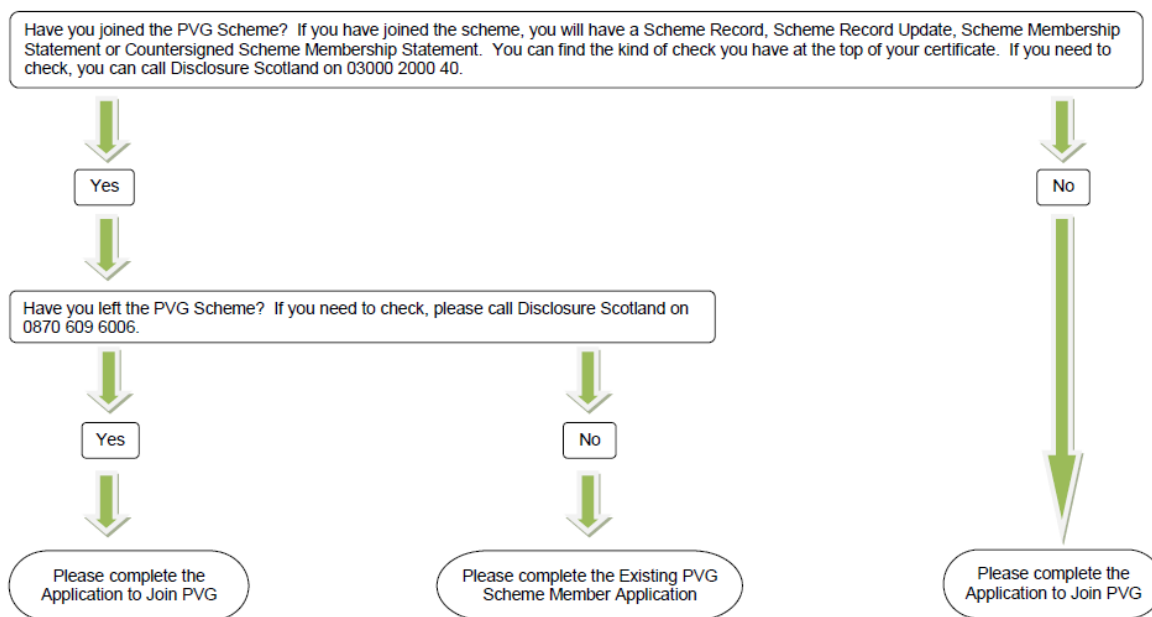 Have you joined the PVG Scheme?  If you have joined the scheme, you will have a Scheme Record, Scheme Record Update, Scheme Membership
Statement or Countersigned Scheme Membership Statement.  You can find the kind of check you have at the top of your certificate.  If you need to
check, you can call Disclosure Scotland on 03000 2000 40.
Yes
No
Have you left the PVG Scheme?  If you need to check, please call Disclosure Scotland on
0870 609 6006.
Yes
No
Please complete the
Application to Join PVG
Please complete the Existing PVG
Scheme Member Application
Please complete the
Application to Join PVG